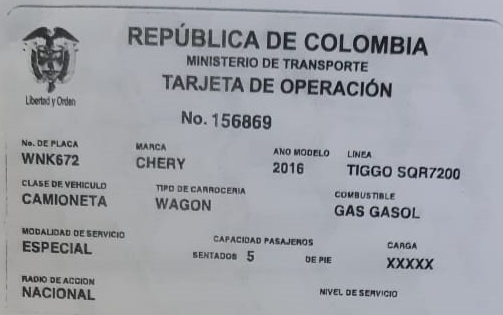 REPÚBLICA DE COLOMBIA
MINISTERIO DE TRANSPORTE
TARJETA DE OPERACIÓN
Libertad y Orden
No. 156869
No. DE PLACA MARCA ANO MODELO LINEA
WNK672 CHERY 2016 TIGGO SQR7200
CLASE DE VEHICULO TIPO DE CARROCERIA COMBUSTIBLE
CAMIONETA WAGON GAS GASOL
MODALIDAD DE SERVICIO CAPACIDAD PASAJEROS CARGA
ESPECIAL SENTADOS 5 DE PIE XXXXX
RADIO DE ACCION NIVEL DE SERVICIO
NACIONAL